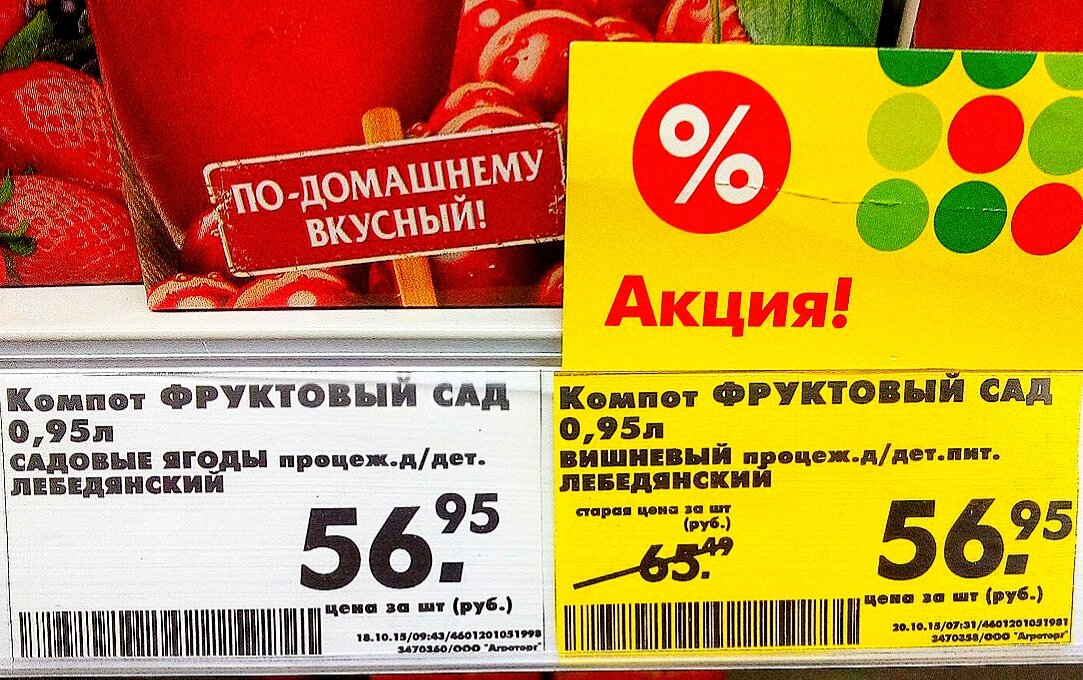 ПО-ДОМАШНЕМУ
ВКУСНЫЙ!
%
Акция!
Компот ФРУКТОВЫЙ САД
0,95л
САДОВЫЕ ЯГОДЫ процеж.д/дет.
ЛЕБЕДЯНСКИЙ
56.95
цена за шт (руб.)
18.10.15/09:43/4601201051998
3470360/ООО "Агроторг"
Компот ФРУКТОВЫЙ САД
0,95л
ВИШНЕВЫЙ процеж.д/дет.пит.
ЛЕБЕДЯНСКИЙ
старая цена за шт
(руб.)
65.49
56.95
цена за шт (руб.)
20.10.15/07:31/4601201051981
3470358/ООО "Агроторг"